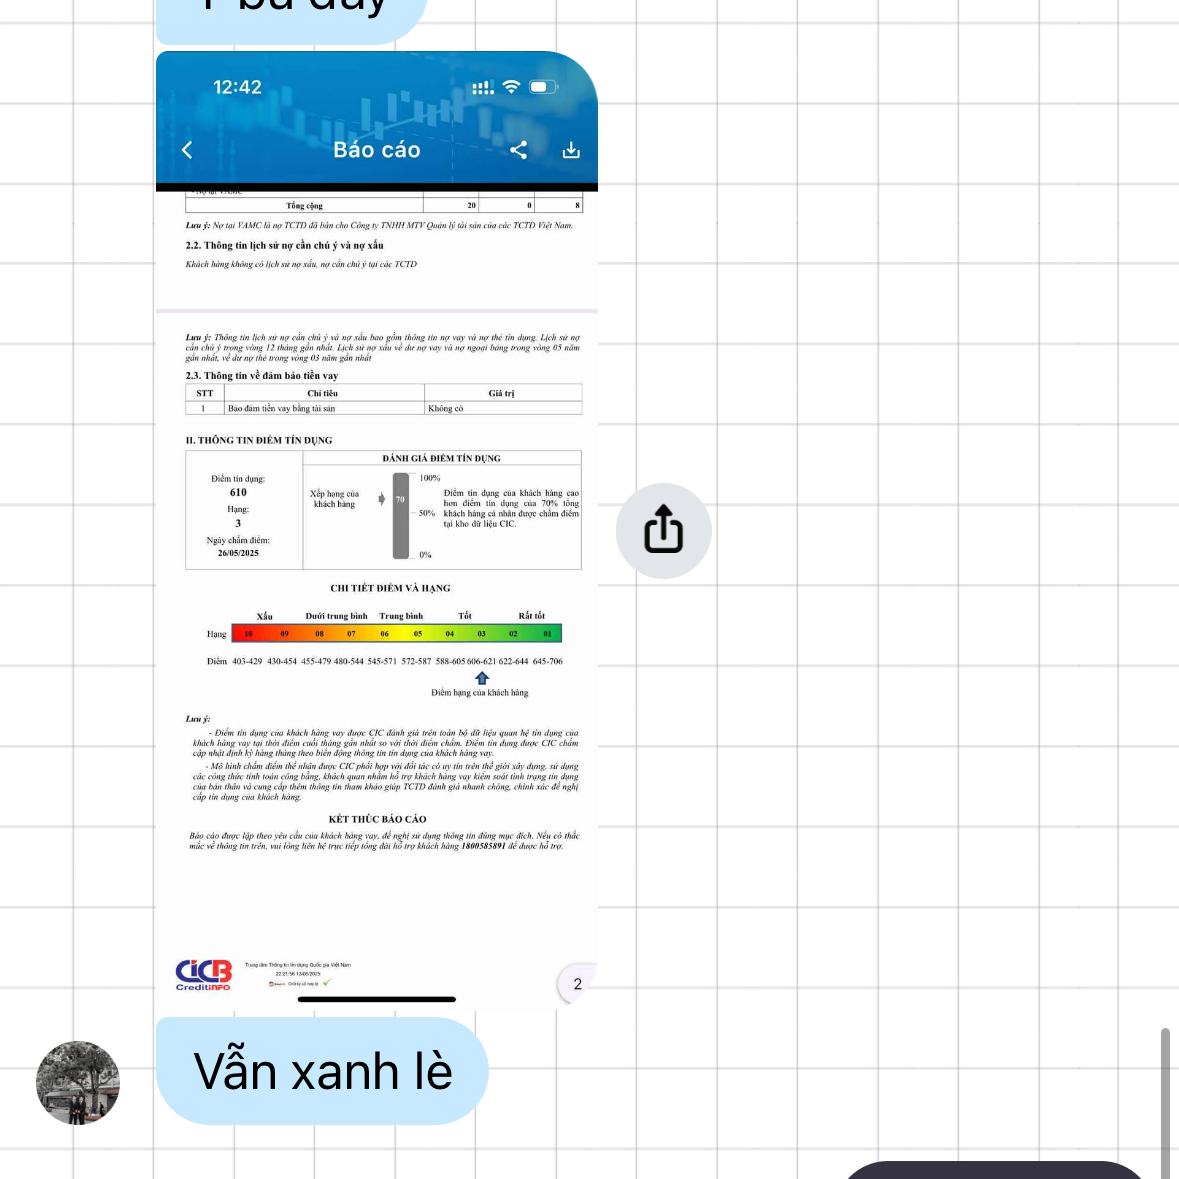 12:42
Báo cáo
Tổng cộng 20 0 8
Lưu ý: Nợ tại VAMC là nợ TCTD đã bán cho Công ty TNHH MTV Quản lý tài sản của các TCTD Việt Nam.
2.2. Thông tin lịch sử nợ cần chú ý và nợ xấu
Khách hàng không có lịch sử nợ xấu, nợ cần chú ý tại các TCTD
Lưu ý: Thông tin lịch sử nợ cần chú ý và nợ xấu bao gồm thông tin nợ vay và nợ thẻ tín dụng. Lịch sử nợ
cần chú ý trong vòng 12 tháng gần nhất. Lịch sử nợ xấu về dư nợ vay và nợ ngoại bảng trong vòng 05 năm
gần nhất, về dư nợ thẻ trong vòng 03 năm gần nhất
2.3. Thông tin về đảm bảo tiền vay
STT Chỉ tiêu Giá trị
1 Bảo đảm tiền vay bằng tài sản Không có
II. THÔNG TIN ĐIỂM TÍN DỤNG
ĐÁNH GIÁ ĐIỂM TÍN DỤNG
Điểm tín dụng:
610
Hạng:
3
Ngày chấm điểm:
26/05/2025
Xếp hạng của
khách hàng
70
100%
50%
0%
Điểm tín dụng của khách hàng cao
hơn điểm tín dụng của 70% tổng
khách hàng cá nhân được chấm điểm
tại kho dữ liệu CIC.
CHI TIẾT ĐIỂM VÀ HẠNG
Xấu Dưới trung bình Trung bình Tốt Rất tốt
Hạng 10 09 08 07 06 05 04 03 02 01
Điểm 403-429 430-454 455-479 480-544 545-571 572-587 588-605 606-621 622-644 645-706
Điểm hạng của khách hàng
Lưu ý:
- Điểm tín dụng của khách hàng vay được CIC đánh giá trên toàn bộ dữ liệu quan hệ tín dụng của
khách hàng vay tại thời điểm cuối tháng gần nhất so với thời điểm chấm. Điểm tín dụng được CIC chấm
cập nhật định kỳ hàng tháng theo biến động thông tin tín dụng của khách hàng vay.
- Mô hình chấm điểm thể nhân được CIC phối hợp với đối tác có uy tín trên thế giới xây dựng, sử dụng
các công thức tính toán công bằng, khách quan nhằm hỗ trợ khách hàng vay kiểm soát tình trạng tín dụng
của bản thân và cung cấp thêm thông tin tham khảo giúp TCTD đánh giá nhanh chóng, chính xác đề nghị
cấp tín dụng của khách hàng.
KẾT THÚC BÁO CÁO
Báo cáo được lập theo yêu cầu của khách hàng vay, đề nghị sử dụng thông tin đúng mục đích. Nếu có thắc
mắc về thông tin trên, vui lòng liên hệ trực tiếp tổng đài hỗ trợ khách hàng 1800585891 để được hỗ trợ.
CICB
CreditINFO
Trung tâm Thông tin tín dụng Quốc gia Việt Nam
2
Vẫn xanh lè